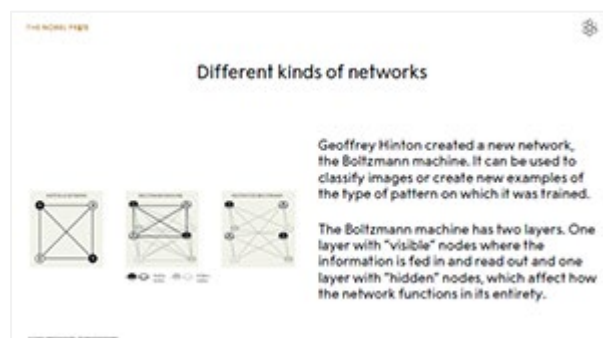 THE NOBEL PRIZE
Different kinds of networks
Geoffrey Hinton created a new network,
the Boltzmann machine. It can be used to
classify images or create new examples of
the type of pattern on which it was trained.
The Boltzmann machine has two layers. One
layer with "visible" nodes where the
information is fed in and read out and one
layer with "hidden" nodes, which affect how
the network functions in its entirety.